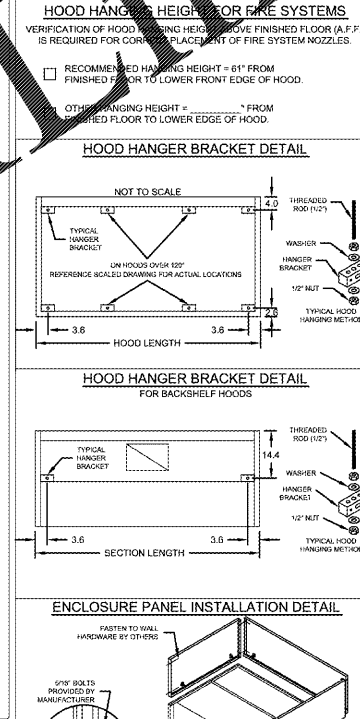 HOOD HANGING HEIGHT FOR FIRE SYSTEMS
VERIFICATION OF HOOD HANGING HEIGHT ABOVE FINISHED FLOOR (A.F.F
IS REQUIRED FOR CORRECT PLACEMENT OF FIRE SYSTEM NOZZLES.
RECOMMENDED HANGING HEIGHT = 61" FROM
FINISHED FLOOR TO LOWER FRONT EDGE OF HOOD.
OTHER HANGING HEIGHT = ________" FROM
FINISHED FLOOR TO LOWER EDGE OF HOOD.
HOOD HANGER BRACKET DETAIL
NOT TO SCALE
4.0
TYPICAL
HANGER
BRACKET
ON HOODS OVER 120"
REFERENCE SCALED DRAWING FOR ACTUAL LOCATIONS
THREADED
ROD (1/2")
WASHER
HANGER
BRACKET
1/2" NUT
TYPICAL HOOD
HANGING METHOD
3.6
3.6
HOOD LENGTH
HOOD HANGER BRACKET DETAIL
FOR BACKSHELF HOODS
TYPICAL
HANGER
BRACKET
14.4
THREADED
ROD (1/2")
WASHER
HANGER
BRACKET
1/2" NUT
TYPICAL HOOD
HANGING METHOD
3.6
3.6
SECTION LENGTH
ENCLOSURE PANEL INSTALLATION DETAIL
FASTEN TO WALL
HARDWARE BY OTHERS
5/16" BOLTS
PROVIDED BY
MANUFACTURER